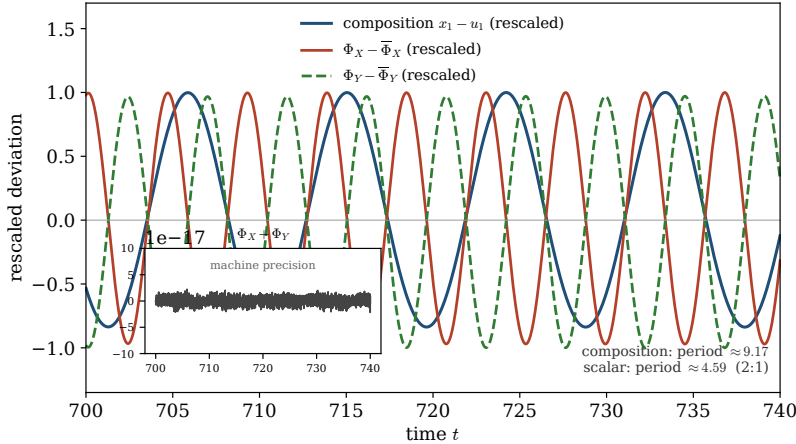 composition x₁ − u₁ (rescaled)
Φ_X − Φ̅_X (rescaled)
Φ_Y − Φ̅_Y (rescaled)
1.5
1.0
0.5
0.0
−0.5
−1.0
rescaled deviation
1e−17
Φ_X + Φ_Y
machine precision
10
5
0
−5
−10
700 710 720 730 740
composition: period ≈ 9.17
scalar: period ≈ 4.59 (2:1)
700 705 710 715 720 725 730 735 740
time t